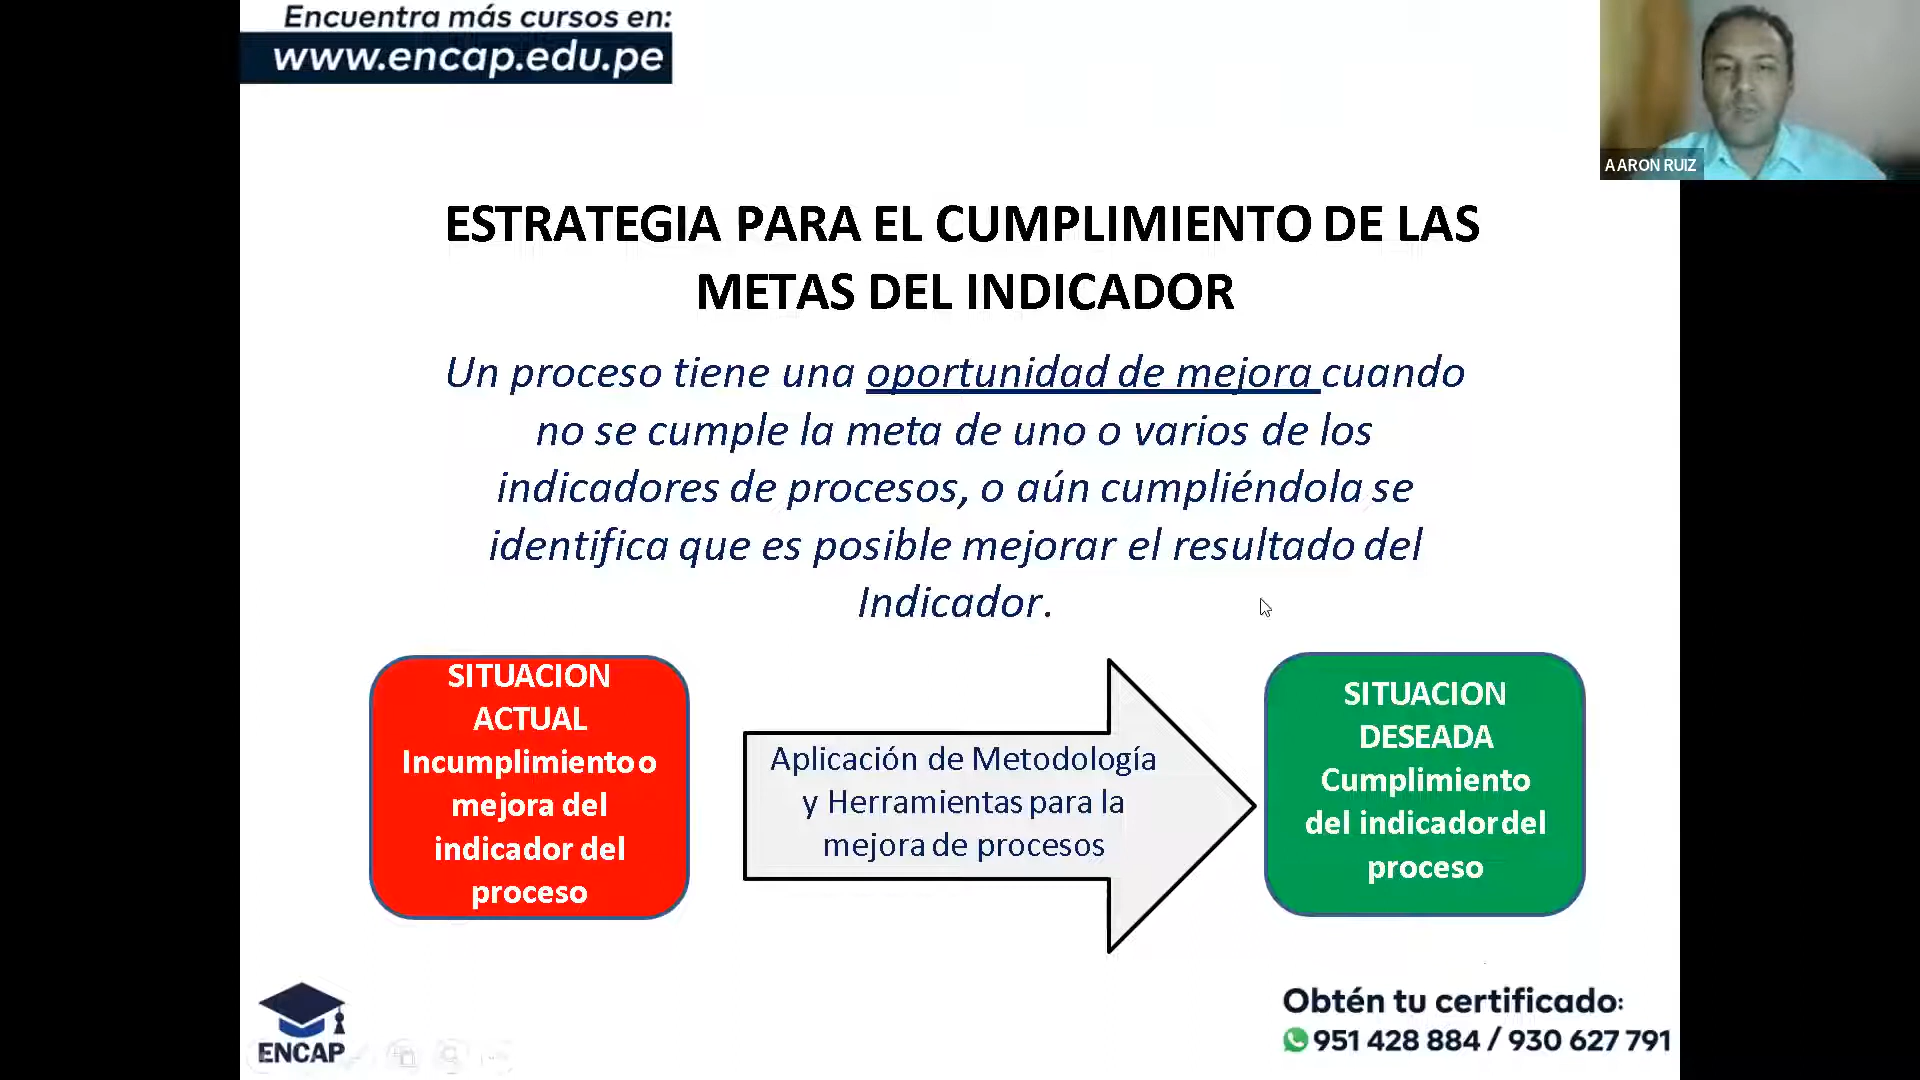 Encuentra más cursos en:
www.encap.edu.pe
AARON RUIZ
ESTRATEGIA PARA EL CUMPLIMIENTO DE LAS
METAS DEL INDICADOR
Un proceso tiene una oportunidad de mejora cuando
no se cumple la meta de uno o varios de los
indicadores de procesos, o aún cumpliéndola se
identifica que es posible mejorar el resultado del
Indicador.
SITUACION
ACTUAL
Incumplimiento o
mejora del
indicador del
proceso
Aplicación de Metodología
y Herramientas para la
mejora de procesos
SITUACION
DESEADA
Cumplimiento
del indicador del
proceso
ENCAP
Obtén tu certificado:
951 428 884 / 930 627 791